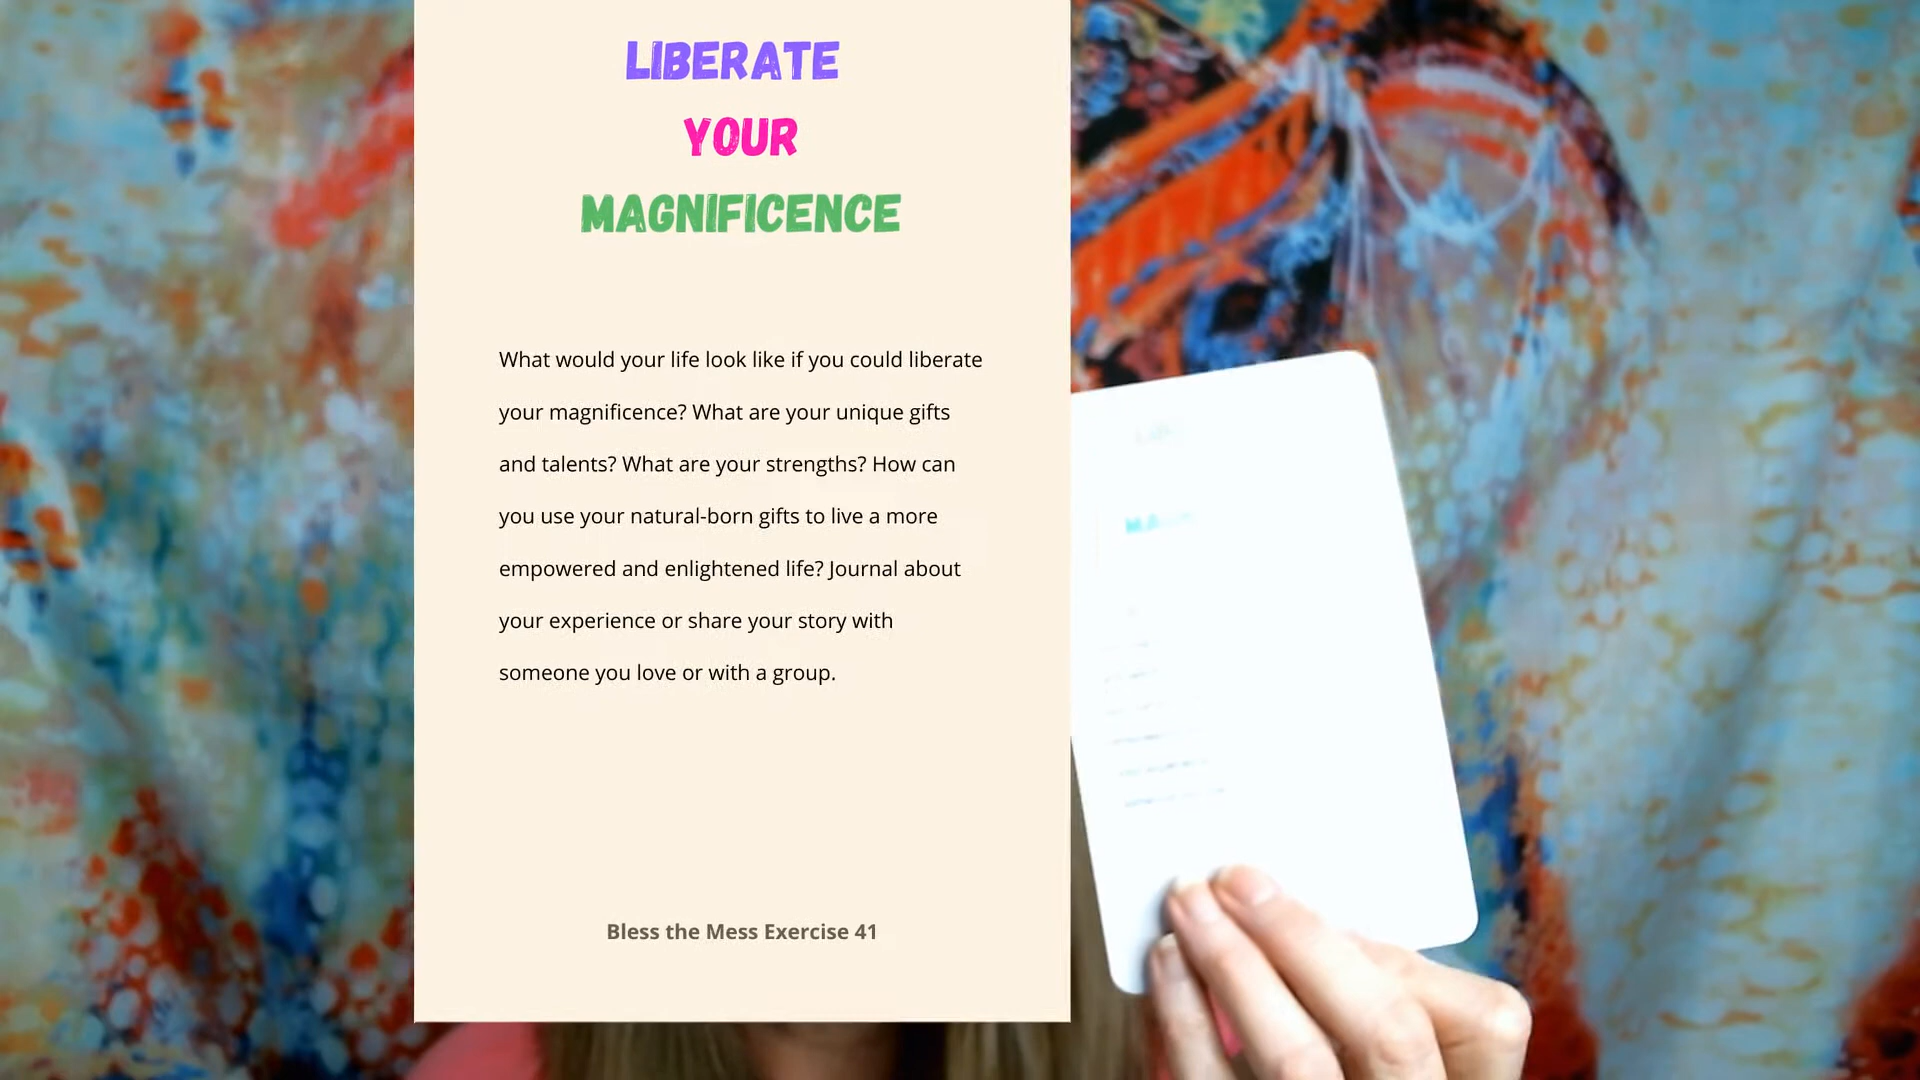 LIBERATE
YOUR
MAGNIFICENCE
What would your life look like if you could liberate
your magnificence? What are your unique gifts
and talents? What are your strengths? How can
you use your natural-born gifts to live a more
empowered and enlightened life? Journal about
your experience or share your story with
someone you love or with a group.
Bless the Mess Exercise 41